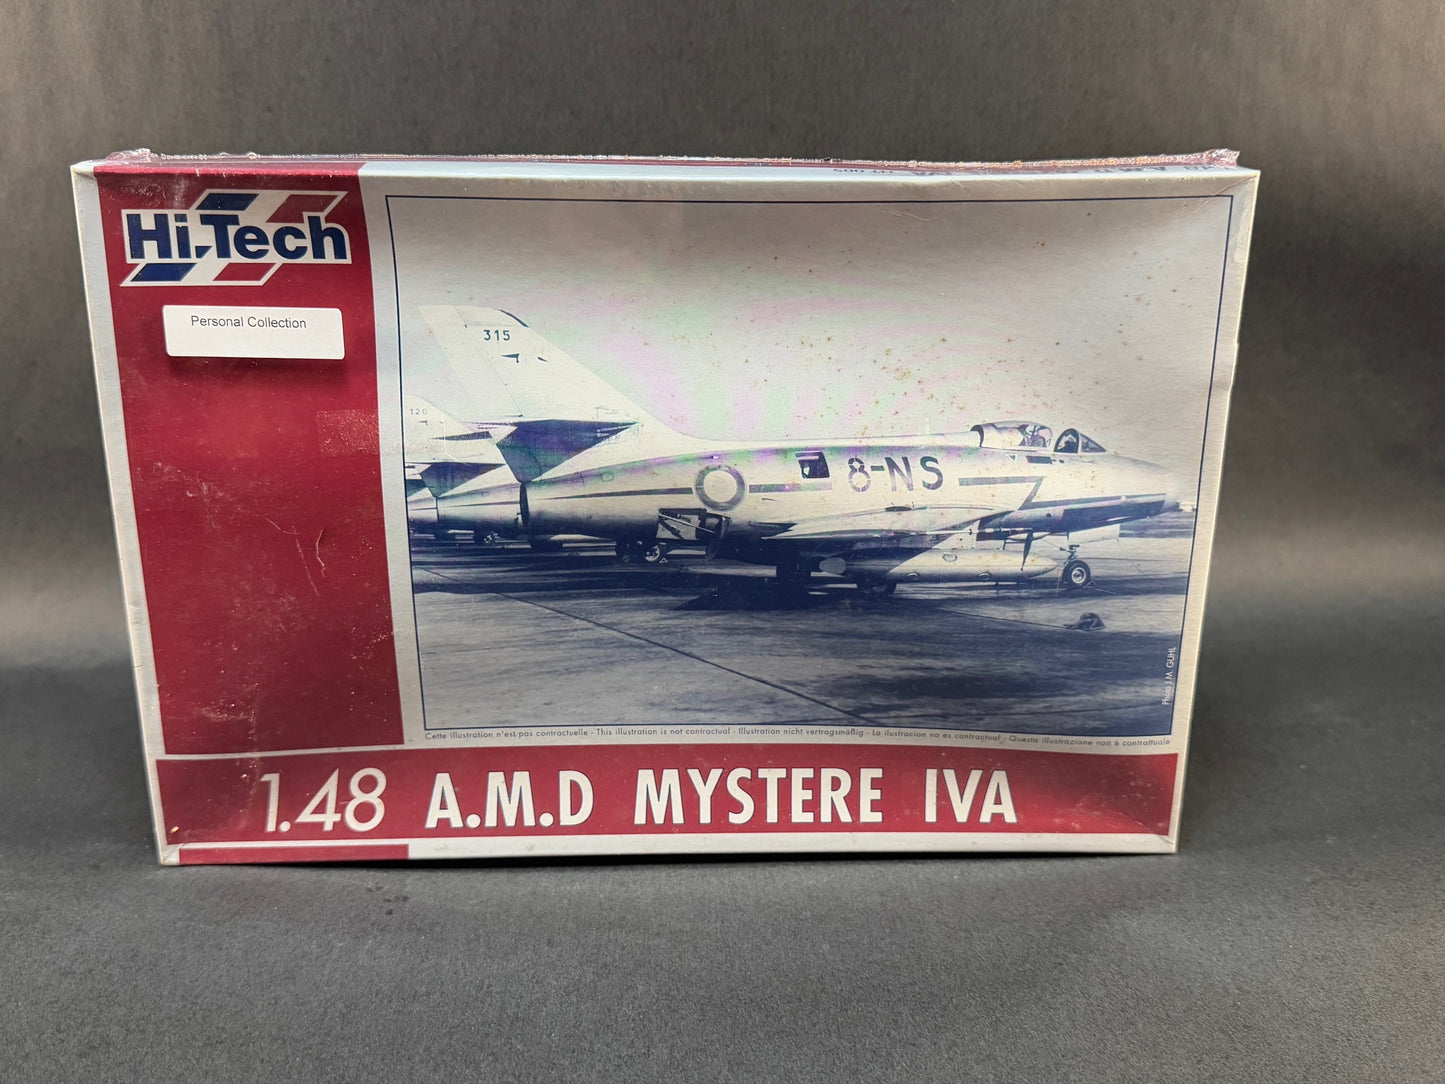 Hi-Tech
Personal Collection
315
120
8-NS
Photo J.M. GUHL
Cette illustration n'est pas contractuelle - This illustration is not contractual - Illustration nicht vertragsmäßig - La ilustracion no es contractual - Questa illustrazione non è contrattuale
1.48 A.M.D MYSTERE IVA